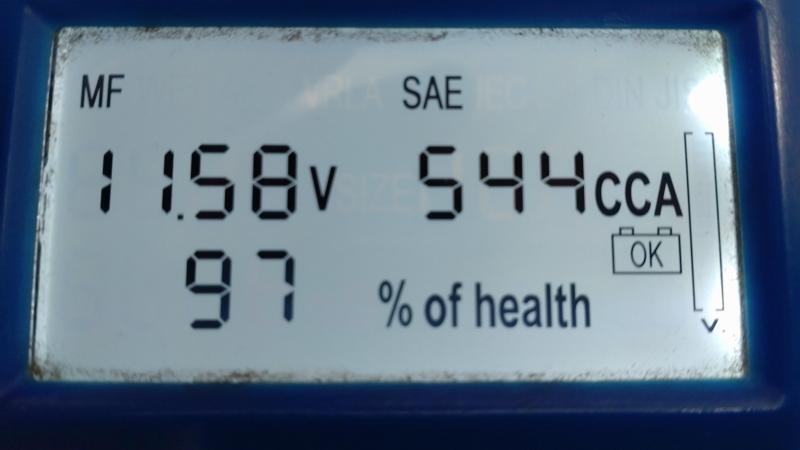 MF SAE
11.58V 544CCA
OK
97 % of health